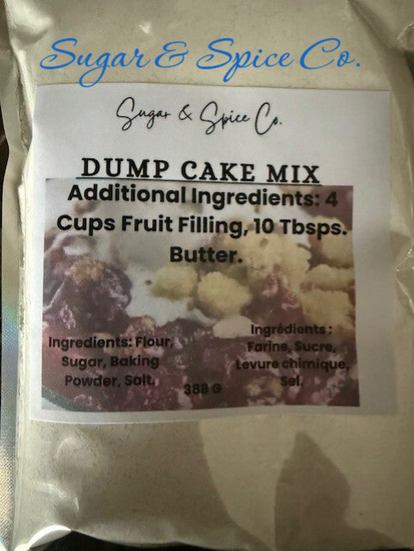 Sugar & Spice Co.
Sugar & Spice Co.
DUMP CAKE MIX
Additional Ingredients: 4
Cups Fruit Filling, 10 Tbsps.
Butter.
Ingredients: Flour,
Sugar, Baking
Powder, Salt.
388 G
Ingrédients :
Farine, Sucre,
Levure chimique,
Sel.